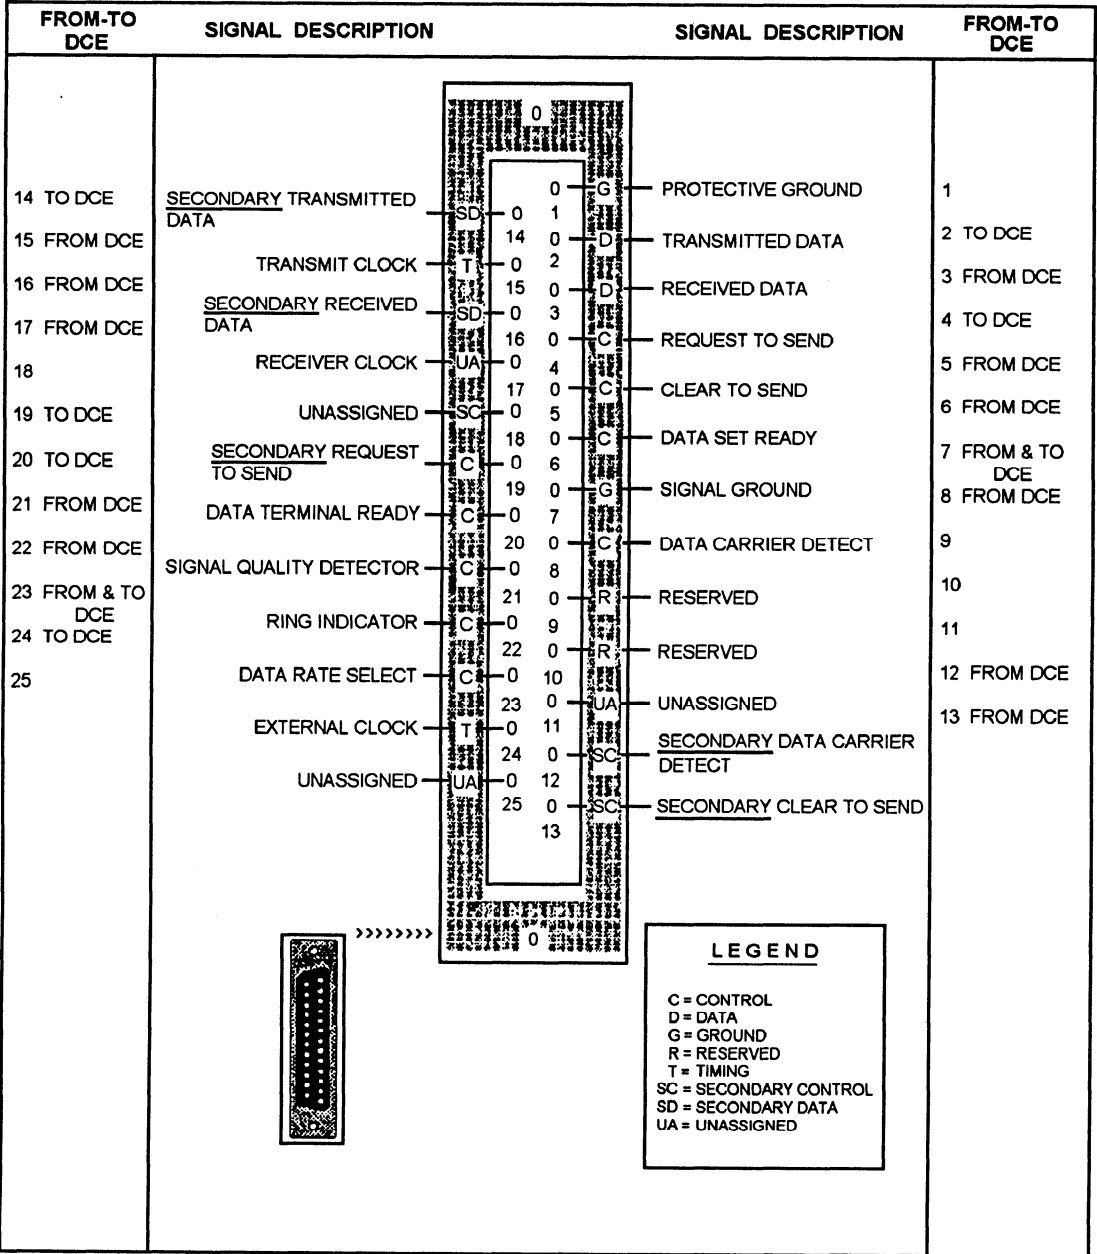 FROM-TO
DCE
SIGNAL DESCRIPTION
SIGNAL DESCRIPTION
FROM-TO
DCE
14 TO DCE
15 FROM DCE
16 FROM DCE
17 FROM DCE
18
19 TO DCE
20 TO DCE
21 FROM DCE
22 FROM DCE
23 FROM & TO
DCE
24 TO DCE
25
SECONDARY TRANSMITTED
DATA
TRANSMIT CLOCK
SECONDARY RECEIVED
DATA
RECEIVER CLOCK
UNASSIGNED
SECONDARY REQUEST
TO SEND
DATA TERMINAL READY
SIGNAL QUALITY DETECTOR
RING INDICATOR
DATA RATE SELECT
EXTERNAL CLOCK
UNASSIGNED
0
SD 0
14
T 0
15
SD 0
16
UA 0
17
SC 0
18
C 0
19
C 0
20
C 0
21
C 0
22
C 0
23
T 0
24
UA 0
25
0 G
1
0 D
2
0 D
3
0 C
4
0 C
5
0 C
6
0 G
7
0 C
8
0 R
9
0 R
10
0 UA
11
0 SC
12
0 SC
13
0
PROTECTIVE GROUND
TRANSMITTED DATA
RECEIVED DATA
REQUEST TO SEND
CLEAR TO SEND
DATA SET READY
SIGNAL GROUND
DATA CARRIER DETECT
RESERVED
RESERVED
UNASSIGNED
SECONDARY DATA CARRIER
DETECT
SECONDARY CLEAR TO SEND
1
2 TO DCE
3 FROM DCE
4 TO DCE
5 FROM DCE
6 FROM DCE
7 FROM & TO
DCE
8 FROM DCE
9
10
11
12 FROM DCE
13 FROM DCE
>>>>>>>>
LEGEND
C = CONTROL
D = DATA
G = GROUND
R = RESERVED
T = TIMING
SC = SECONDARY CONTROL
SD = SECONDARY DATA
UA = UNASSIGNED